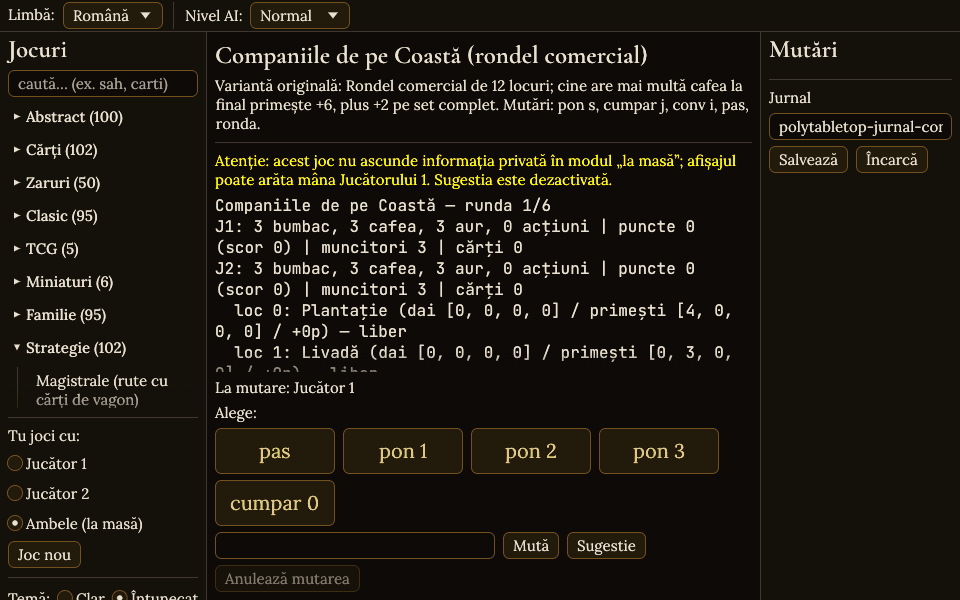 Limbă: Română Nivel AI: Normal
Jocuri
caută... (ex. sah, carti)
Abstract (100)
Cărți (102)
Zaruri (50)
Clasic (95)
TCG (5)
Miniaturi (6)
Familie (95)
Strategie (102)
Magistrale (rute cu
cărți de vagon)
Tu joci cu:
Jucător 1
Jucător 2
Ambele (la masă)
Joc nou
Temă: Clar Întunecat
Companiile de pe Coastă (rondel comercial)
Variantă originală: Rondel comercial de 12 locuri; cine are mai multă cafea la
final primește +6, plus +2 pe set complet. Mutări: pon s, cumpar j, conv i, pas,
ronda.
Atenție: acest joc nu ascunde informația privată în modul „la masă”; afișajul
poate arăta mâna Jucătorului 1. Sugestia este dezactivată.
Companiile de pe Coastă — runda 1/6
J1: 3 bumbac, 3 cafea, 3 aur, 0 acțiuni | puncte 0
(scor 0) | muncitori 3 | cărți 0
J2: 3 bumbac, 3 cafea, 3 aur, 0 acțiuni | puncte 0
(scor 0) | muncitori 3 | cărți 0
loc 0: Plantație (dai [0, 0, 0, 0] / primești [4, 0,
0, 0] / +0p) — liber
loc 1: Livadă (dai [0, 0, 0, 0] / primești [0, 3, 0,
0] / +0p) — liber
La mutare: Jucător 1
Alege:
pas
pon 1
pon 2
pon 3
cumpar 0
Mută
Sugestie
Anulează mutarea
Mutări
Jurnal
polytabletop-jurnal-cor
Salvează
Încarcă